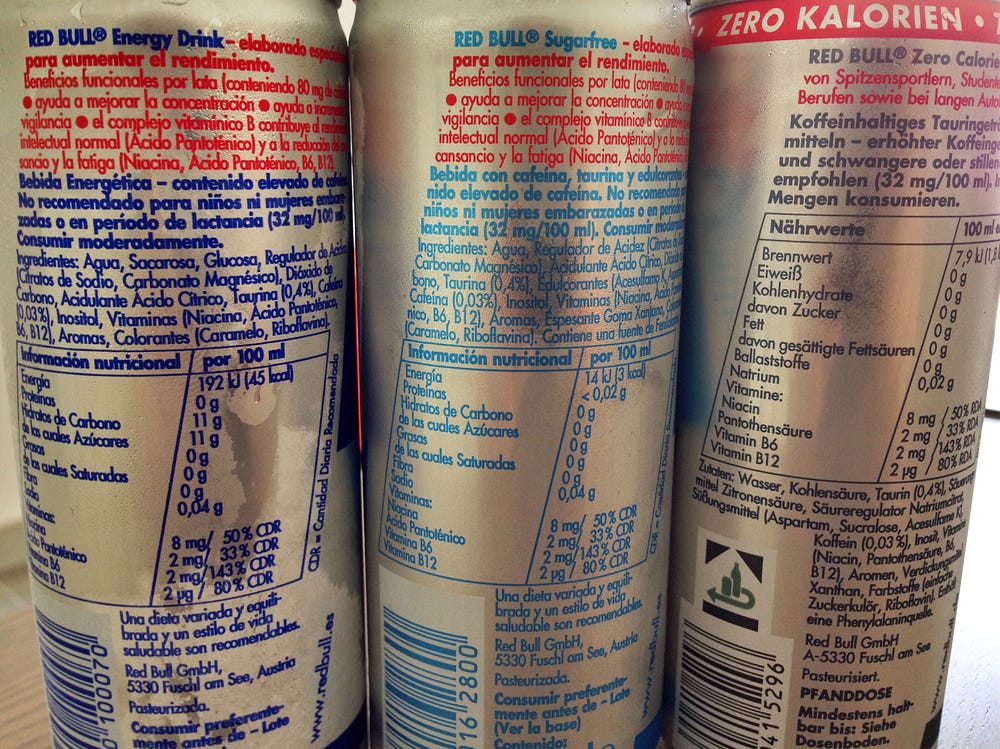 RED BULL® Energy Drink – elaborado
para aumentar el rendimiento.
Beneficios funcionales por lata (conteniendo 80 mg de
● ayuda a mejorar la concentración ● ayuda a
vigilancia ● el complejo vitamínico B contribuye al
intelectual normal (Ácido Pantoténico) y a la reducción
sancio y la fatiga (Niacina, Ácido Pantoténico, B6, B12).
Bebida Energética – contenido elevado de
No recomendado para niños ni mujeres
zadas o en período de lactancia (32 mg/100 ml).
Consumir moderadamente.
Ingredientes: Agua, Sacarosa, Glucosa, Regulador de
(Citratos de Sodio, Carbonato Magnésico), Dióxido de
Carbono, Acidulante Ácido Cítrico, Taurina (0,4%), Cafeína
(0,03%), Inositol, Vitaminas (Niacina, Ácido Pantoténico,
B6, B12), Aromas, Colorantes (Caramelo, Riboflavina).
Información nutricional por 100 ml
Energía 192 kJ (45 kcal)
Proteínas 0 g
Hidratos de Carbono 11 g
de los cuales Azúcares 11 g
Grasas 0 g
de las cuales Saturadas 0 g
0 g
0,04 g
8 mg/ 50% CDR
2 mg/ 33% CDR
2 mg/ 143% CDR
B12 2 µg/ 80% CDR
CDR = Cantidad Diaria Recomendada
Una dieta variada y equili-
brada y un estilo de vida
saludable son recomendables.
Red Bull GmbH,
5330 Fuschl am See, Austria
Pasteurizada.
Consumir preferente-
mente antes de – Lote
www.redbull.es
100070
RED BULL® Sugarfree – elaborado
para aumentar el rendimiento.
Beneficios funcionales por lata (conteniendo 80
● ayuda a mejorar la concentración ●
vigilancia ● el complejo vitamínico B contribuye
intelectual normal (Ácido Pantoténico) y a la
cansancio y la fatiga (Niacina, Ácido Pantoténico, B6,
Bebida con cafeína, taurina y edulcorantes
nido elevado de cafeína. No recomendado
niños ni mujeres embarazadas o en período
lactancia (32 mg/100 ml). Consumir
Ingredientes: Agua, Regulador de Acidez (Citratos de
Carbonato Magnésico), Acidulante Ácido Cítrico,
bono, Taurina (0,4%), Edulcorantes (Acesulfamo K,
Cafeína (0,03%), Inositol, Vitaminas (Niacina, Ácido
nico, B6, B12), Aromas, Espesante Goma Xantana,
(Caramelo, Riboflavina). Contiene una fuente de
Información nutricional por 100 ml
Energía 14 kJ (3 kcal)
Proteínas < 0,02 g
Hidratos de Carbono 0 g
de los cuales Azúcares 0 g
Grasas 0 g
de las cuales Saturadas 0 g
Fibra 0 g
Sodio 0,04 g
Vitaminas:
Niacina 8 mg/ 50% CDR
Ácido Pantoténico 2 mg/ 33% CDR
Vitamina B6 2 mg/ 143% CDR
Vitamina B12 2 µg/ 80% CDR
CDR = Cantidad Diaria Recomendada
Una dieta variada y equili-
brada y un estilo de vida
saludable son recomendables.
Red Bull GmbH,
5330 Fuschl am See, Austria
Pasteurizada.
Consumir preferente-
mente antes de – Lote
(Ver la base)
Contenido:
www.redbull.es
162800
ZERO KALORIEN •
RED BULL® Zero
von Spitzensportlern,
Berufen sowie bei langen
Koffeinhaltiges
mitteln – erhöhter
und schwangere oder
empfohlen (32 mg/100 ml).
Mengen konsumieren.
Nährwerte 100 ml
Brennwert 7,9 kJ
Eiweiß 0 g
Kohlenhydrate 0 g
davon Zucker 0 g
Fett 0 g
davon gesättigte Fettsäuren 0 g
Ballaststoffe 0 g
Natrium 0,02 g
Vitamine:
Niacin 8 mg / 50% RDA
Pantothensäure 2 mg / 33% RDA
Vitamin B6 2 mg / 143% RDA
Vitamin B12 2 µg / 80% RDA
Zutaten: Wasser, Kohlensäure, Taurin (0,4%),
mittel Zitronensäure, Säureregulator Natriumcitrat,
Süßungsmittel (Aspartam, Sucralose, Acesulfame K),
Koffein (0,03 %), Inosit,
(Niacin, Pantothensäure, B6,
B12), Aromen,
Xanthan, Farbstoffe (einfache
Zuckerkulör, Riboflavin).
eine Phenylalaninquelle.
Red Bull GmbH
A-5330 Fuschl am See
Pasteurisiert.
PFANDDOSE
Mindestens halt-
bar bis: Siehe
Dosenboden.
415296